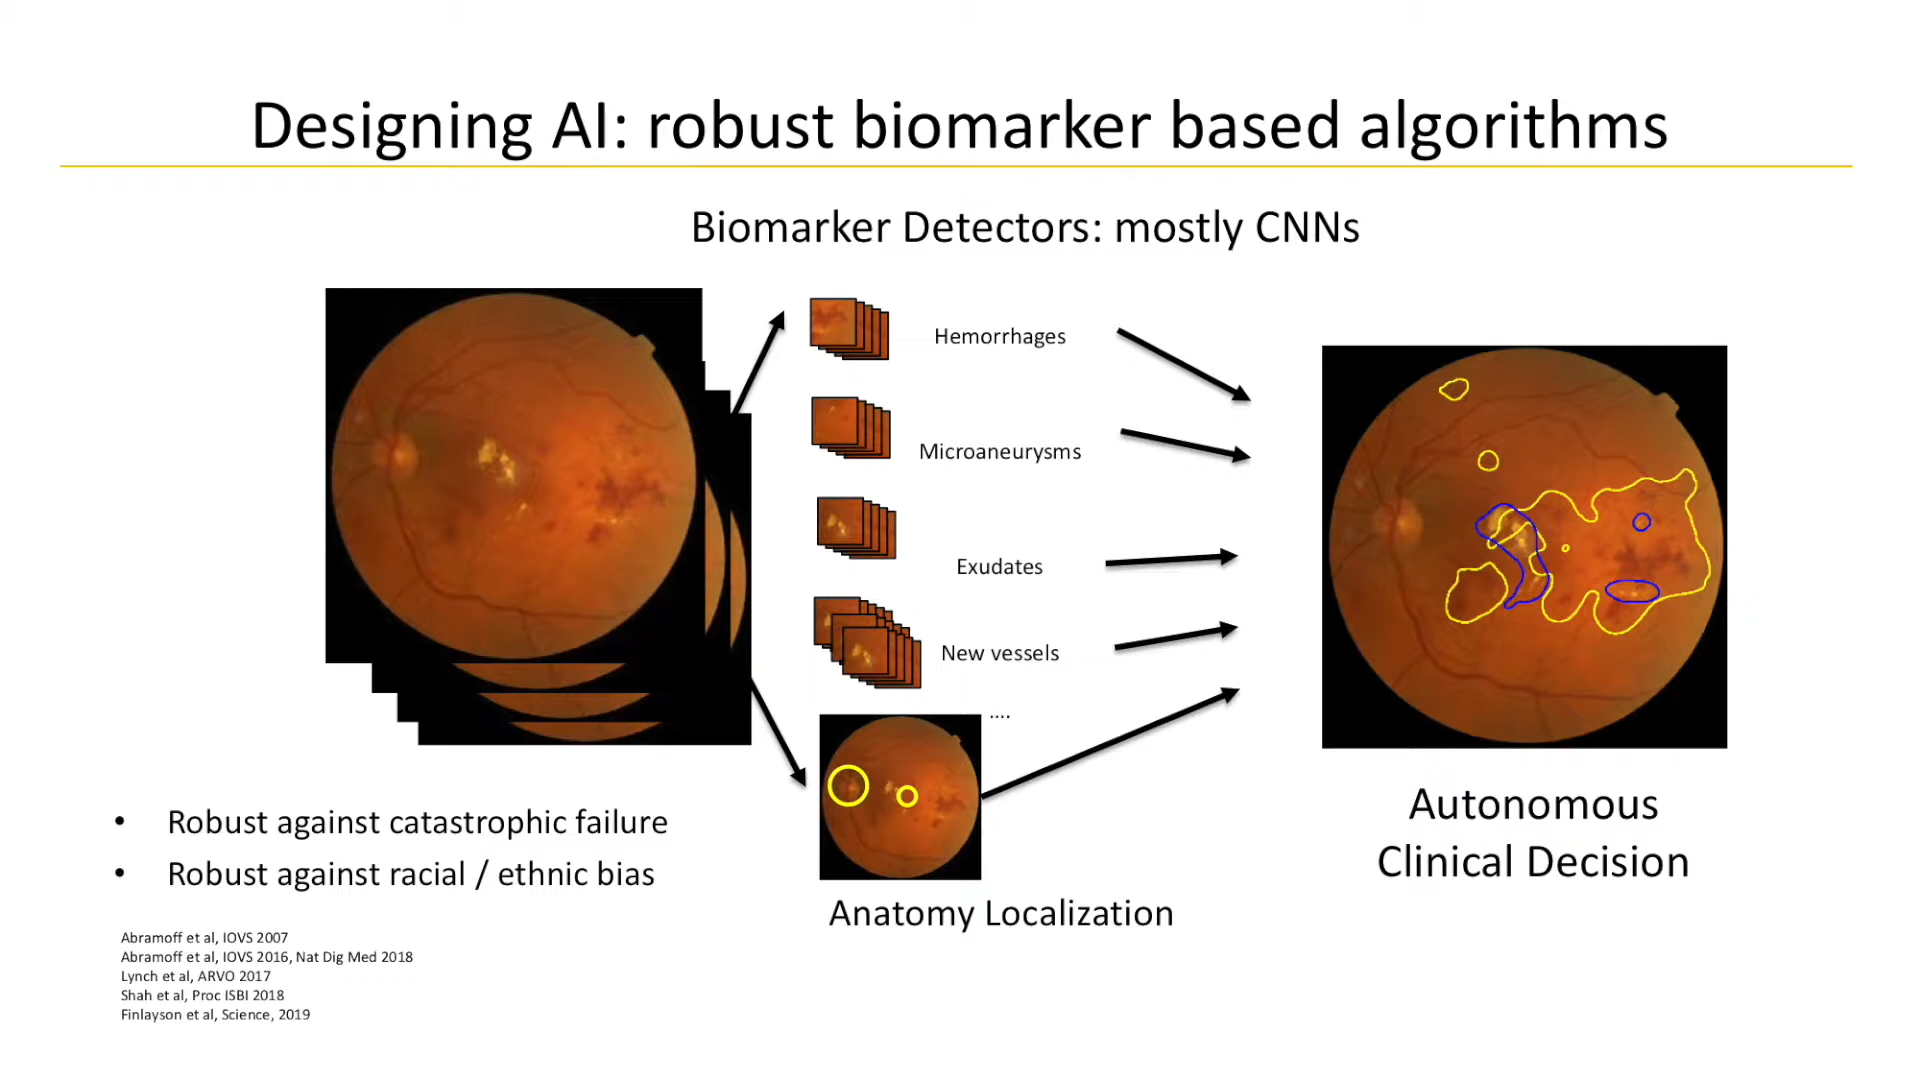 Designing AI: robust biomarker based algorithms
Biomarker Detectors: mostly CNNs
Hemorrhages
Microaneurysms
Exudates
New vessels
....
Anatomy Localization
Autonomous
Clinical Decision
• Robust against catastrophic failure
• Robust against racial / ethnic bias
Abramoff et al, IOVS 2007
Abramoff et al, IOVS 2016, Nat Dig Med 2018
Lynch et al, ARVO 2017
Shah et al, Proc ISBI 2018
Finlayson et al, Science, 2019